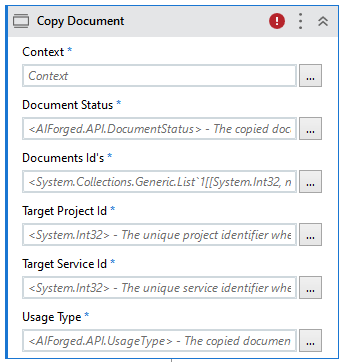 Copy Document
Context *
Context
...
Document Status *
<AIForged.API.DocumentStatus> - The copied doc
...
Documents Id's *
<System.Collections.Generic.List`1[[System.Int32, n
...
Target Project Id *
<System.Int32> - The unique project identifier whe
...
Target Service Id *
<System.Int32> - The unique service identifier whe
...
Usage Type *
<AIForged.API.UsageType> - The copied documen
...